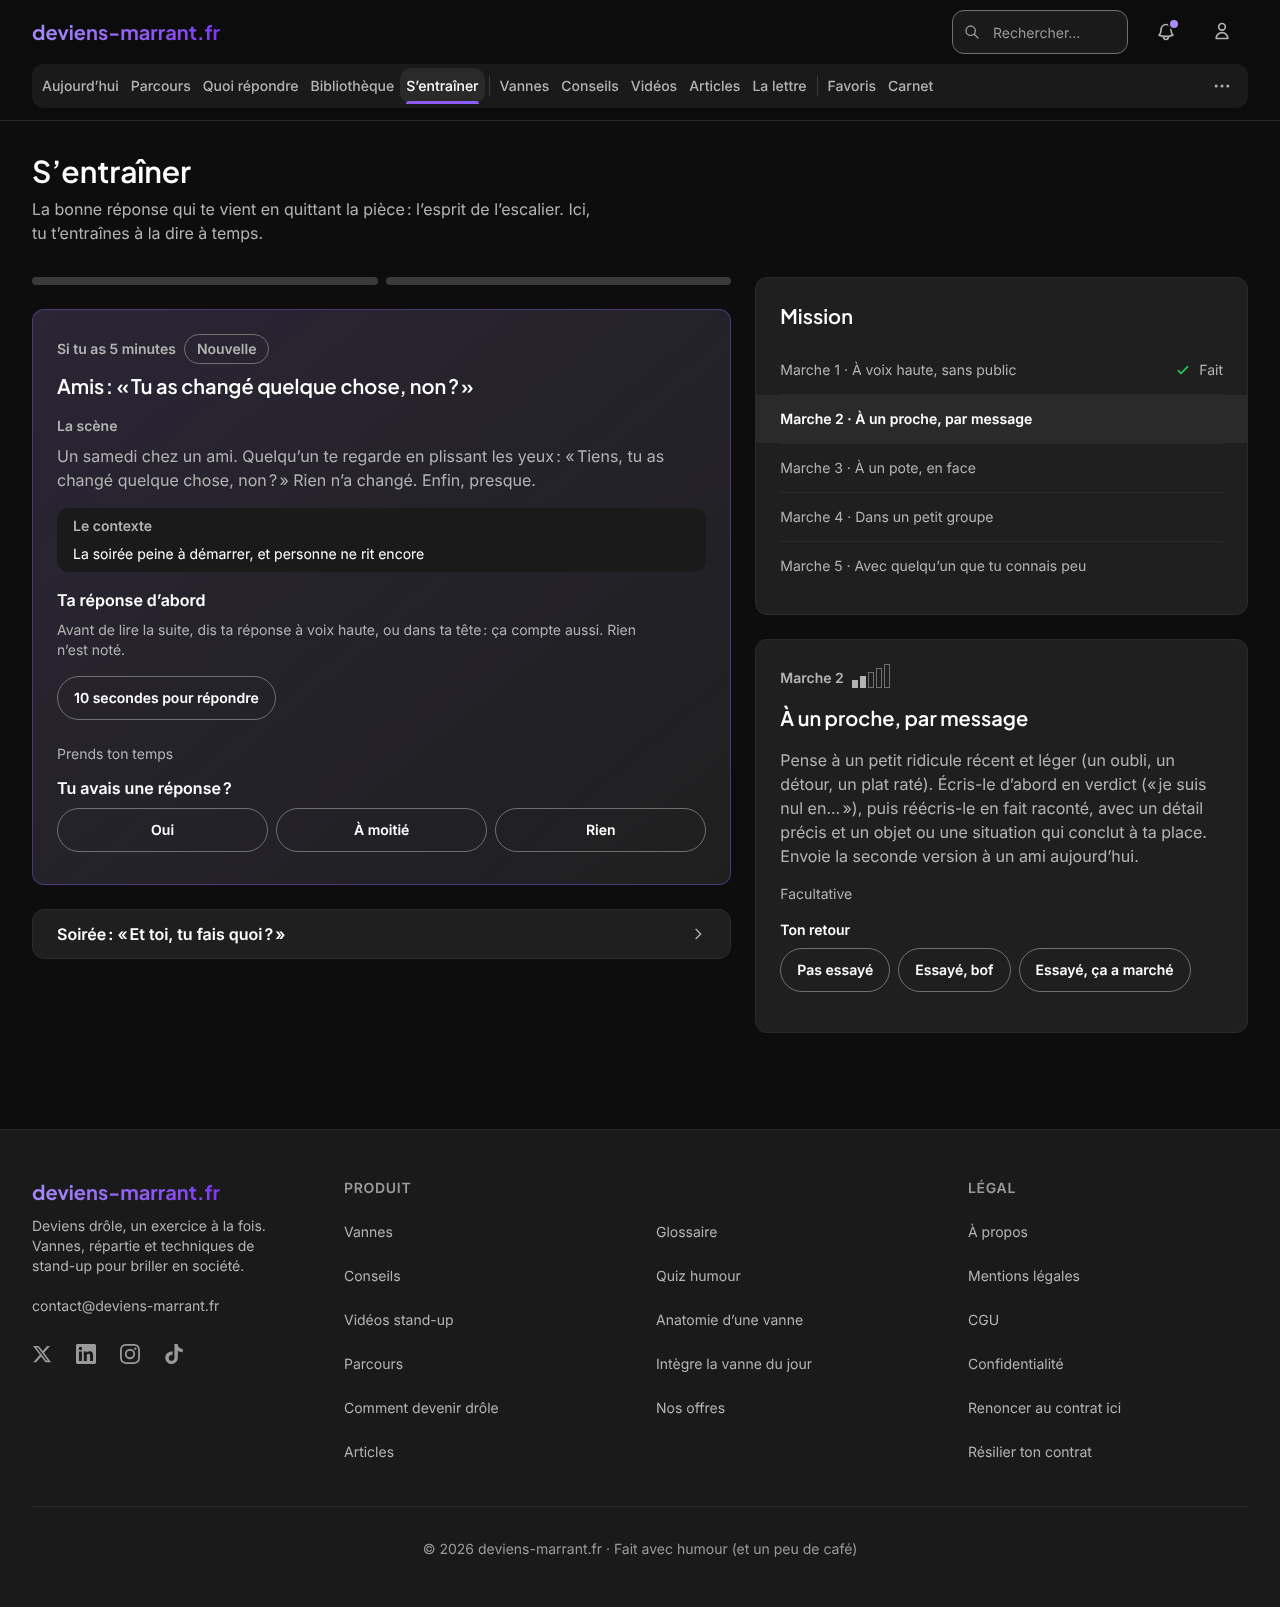 deviens-marrant.fr
Rechercher...
Aujourd’hui Parcours Quoi répondre Bibliothèque S’entraîner Vannes Conseils Vidéos Articles La lettre Favoris Carnet
S’entraîner
La bonne réponse qui te vient en quittant la pièce : l’esprit de l’escalier. Ici,
tu t’entraînes à la dire à temps.
Si tu as 5 minutes Nouvelle
Amis : « Tu as changé quelque chose, non ? »
La scène
Un samedi chez un ami. Quelqu’un te regarde en plissant les yeux : « Tiens, tu as
changé quelque chose, non ? » Rien n’a changé. Enfin, presque.
Le contexte
La soirée peine à démarrer, et personne ne rit encore
Ta réponse d’abord
Avant de lire la suite, dis ta réponse à voix haute, ou dans ta tête : ça compte aussi. Rien
n’est noté.
10 secondes pour répondre
Prends ton temps
Tu avais une réponse ?
Oui À moitié Rien
Soirée : « Et toi, tu fais quoi ? »
Mission
Marche 1 · À voix haute, sans public Fait
Marche 2 · À un proche, par message
Marche 3 · À un pote, en face
Marche 4 · Dans un petit groupe
Marche 5 · Avec quelqu’un que tu connais peu
Marche 2
À un proche, par message
Pense à un petit ridicule récent et léger (un oubli, un
détour, un plat raté). Écris-le d’abord en verdict (« je suis
nul en… »), puis réécris-le en fait raconté, avec un détail
précis et un objet ou une situation qui conclut à ta place.
Envoie la seconde version à un ami aujourd’hui.
Facultative
Ton retour
Pas essayé Essayé, bof Essayé, ça a marché
deviens-marrant.fr
Deviens drôle, un exercice à la fois.
Vannes, répartie et techniques de
stand-up pour briller en société.
contact@deviens-marrant.fr
PRODUIT
Vannes
Conseils
Vidéos stand-up
Parcours
Comment devenir drôle
Articles
Glossaire
Quiz humour
Anatomie d’une vanne
Intègre la vanne du jour
Nos offres
LÉGAL
À propos
Mentions légales
CGU
Confidentialité
Renoncer au contrat ici
Résilier ton contrat
© 2026 deviens-marrant.fr · Fait avec humour (et un peu de café)